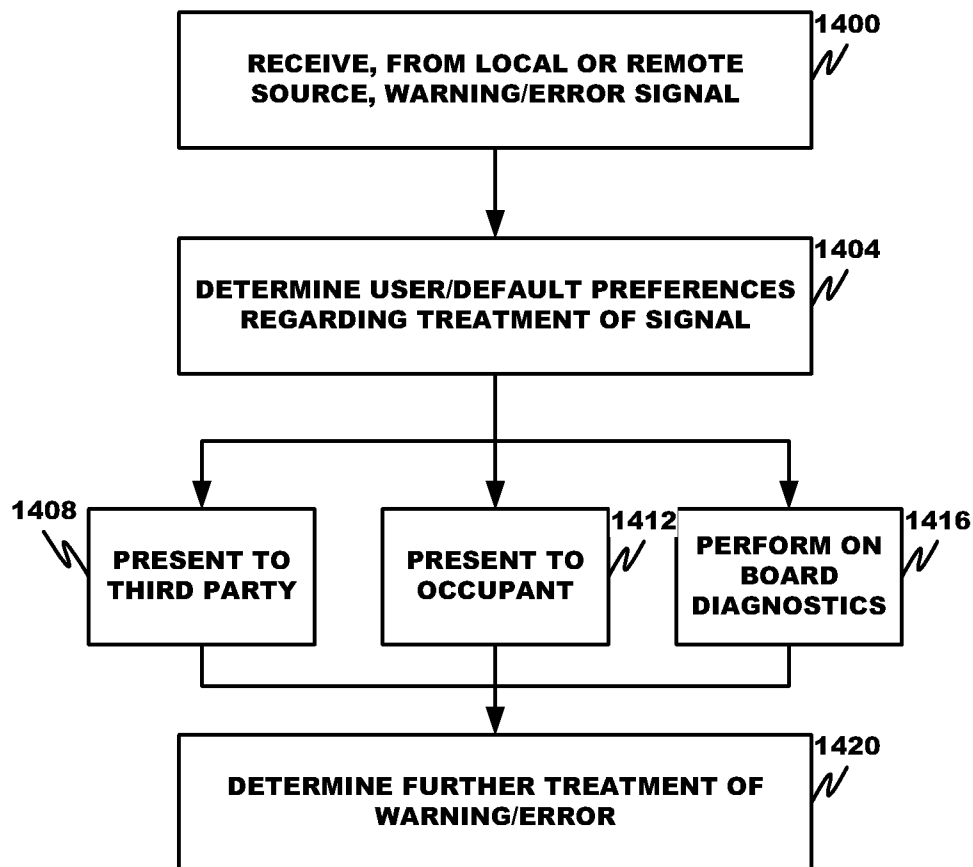 1400
RECEIVE, FROM LOCAL OR REMOTE
SOURCE, WARNING/ERROR SIGNAL
1404
DETERMINE USER/DEFAULT PREFERENCES
REGARDING TREATMENT OF SIGNAL
1408
PRESENT TO
THIRD PARTY
1412
PRESENT TO
OCCUPANT
1416
PERFORM ON
BOARD
DIAGNOSTICS
1420
DETERMINE FURTHER TREATMENT OF
WARNING/ERROR